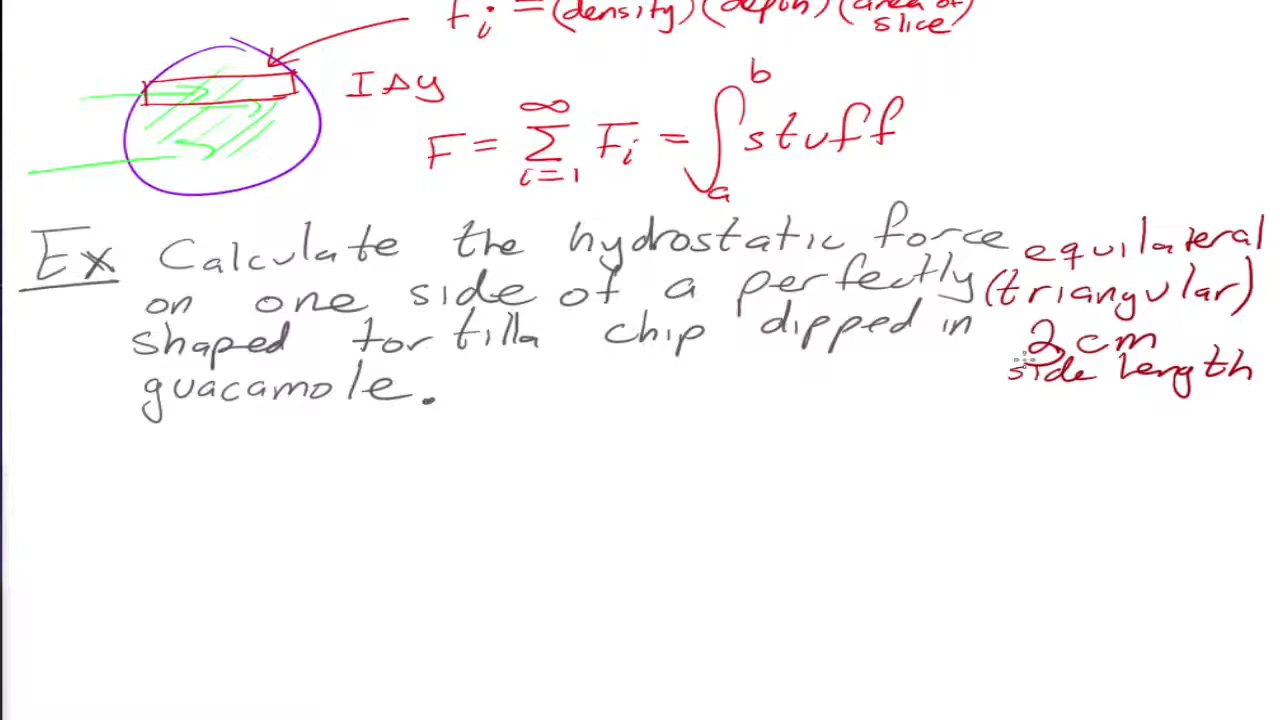 Fi = (density)(depth)(area of slice)
I Δy
F = ∑_{i=1}^{∞} Fi = ∫_a^b stuff
Ex Calculate the hydrostatic force equilateral
on one side of a perfectly (triangular)
shaped tortilla chip dipped in 2 cm
guacamole. side length